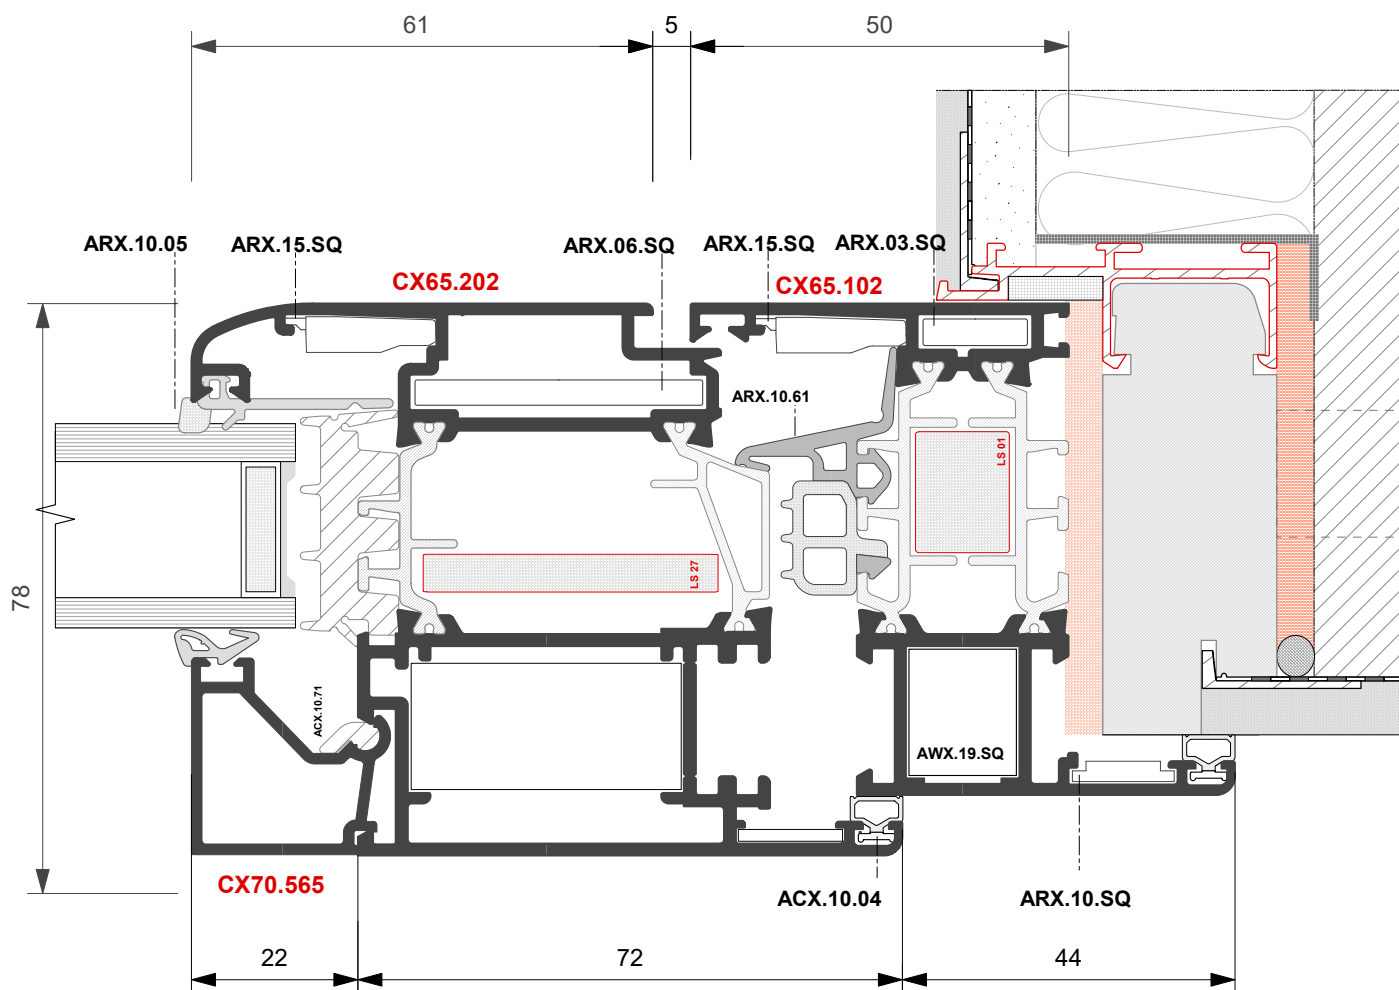 61
5
50
ARX.10.05
ARX.15.SQ
ARX.06.SQ
ARX.15.SQ
ARX.03.SQ
CX65.202
CX65.102
ARX.10.61
LS 01
LS 27
78
ACX.10.71
AWX.19.SQ
CX70.565
ACX.10.04
ARX.10.SQ
22
72
44